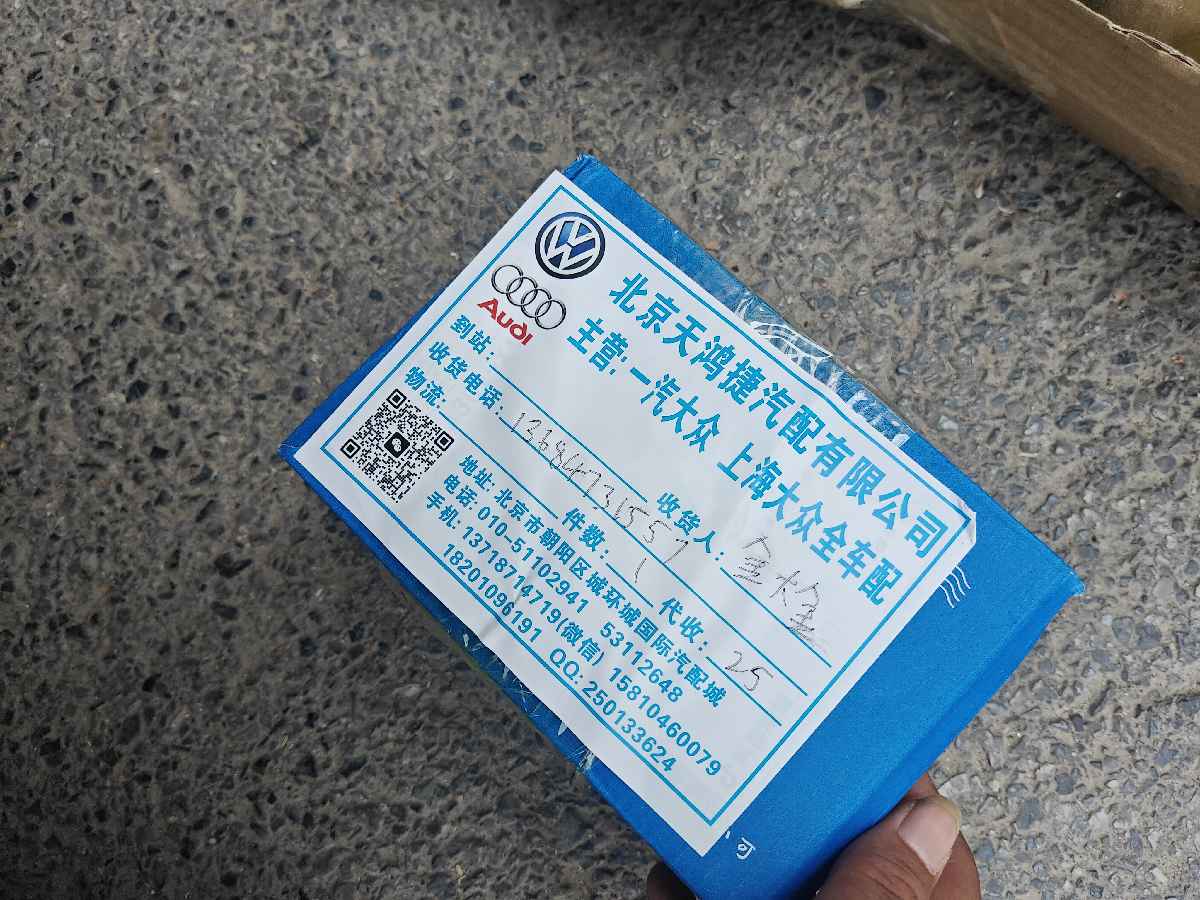 Audi
北京天鸿捷汽配有限公司
主营:一汽大众 上海大众全车配
到站:
收货电话: 13684731557 收货人:
物流: 件数: 1 代收: 25
地址: 北京市朝阳区城环城国际汽配城
电话: 010-51102941 53112648
手机: 13718714719(微信) 15810460079
18201096191 QQ: 250133624